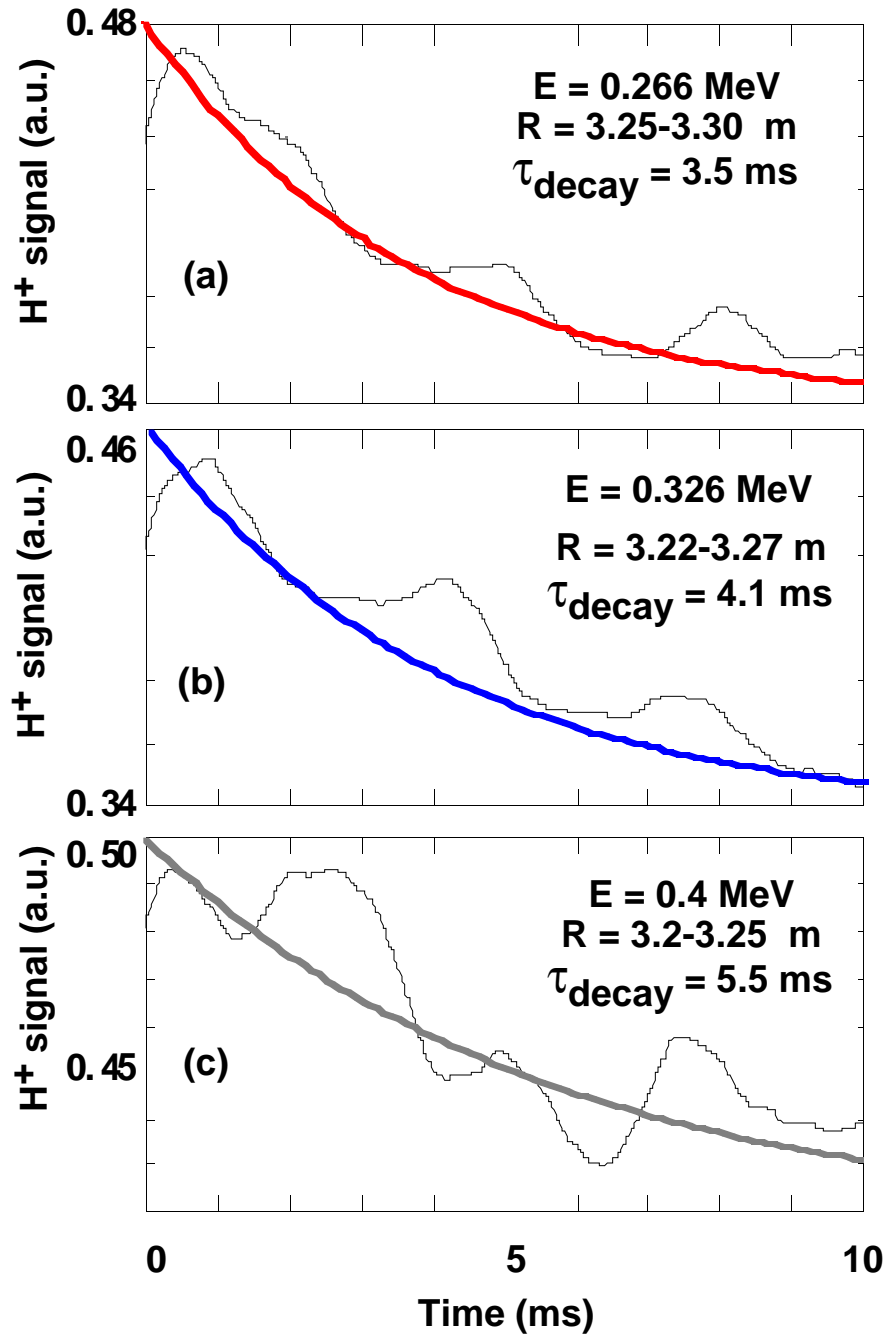 0.48
H+ signal (a.u.)
E = 0.266 MeV
R = 3.25-3.30 m
τdecay = 3.5 ms
(a)
0.34
0.46
H+ signal (a.u.)
E = 0.326 MeV
R = 3.22-3.27 m
τdecay = 4.1 ms
(b)
0.34
0.50
H+ signal (a.u.)
E = 0.4 MeV
R = 3.2-3.25 m
τdecay = 5.5 ms
0.45
(c)
0 5 10
Time (ms)